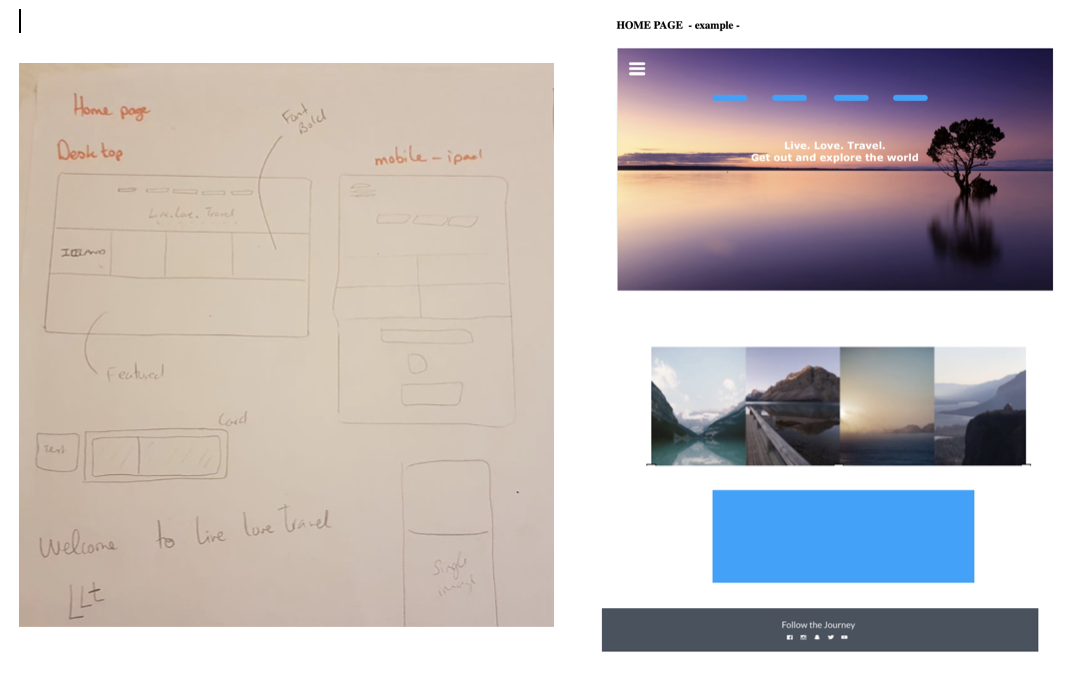 Home page
Desktop
Font
Bold
mobile - ipad
Live. Love. Travel
Featured
Card
Text
Welcome to Live love Travel
LLt
Single
image
HOME PAGE - example -
Live. Love. Travel.
Get out and explore the world
Follow the Journey